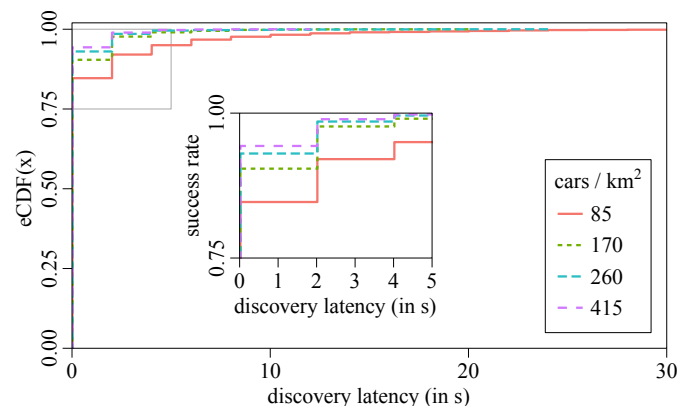 1.00
0.75
0.50
0.25
0.00
eCDF(x)
0
10
20
30
discovery latency (in s)
1.00
0.75
success rate
0 1 2 3 4 5
discovery latency (in s)
cars / km²
85
170
260
415